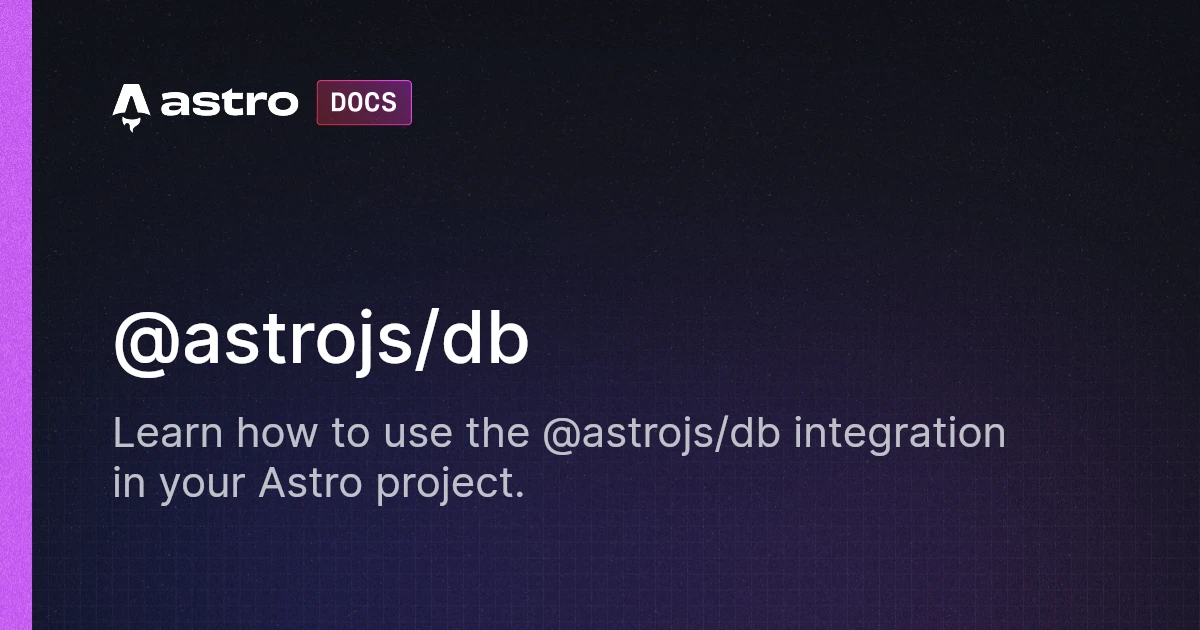 astro DOCS
@astrojs/db
Learn how to use the @astrojs/db integration
in your Astro project.